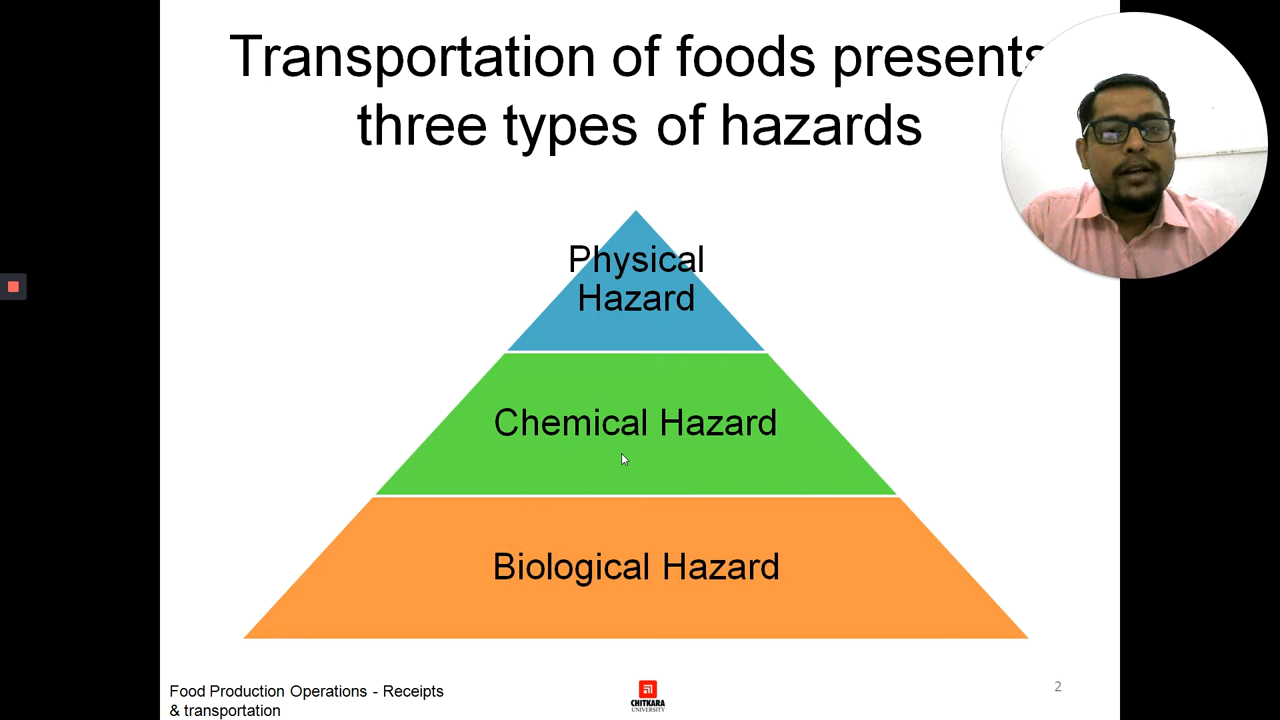 Transportation of foods presents
three types of hazards
Physical
Hazard
Chemical Hazard
Biological Hazard
Food Production Operations - Receipts
& transportation
CHITKARA
UNIVERSITY
2